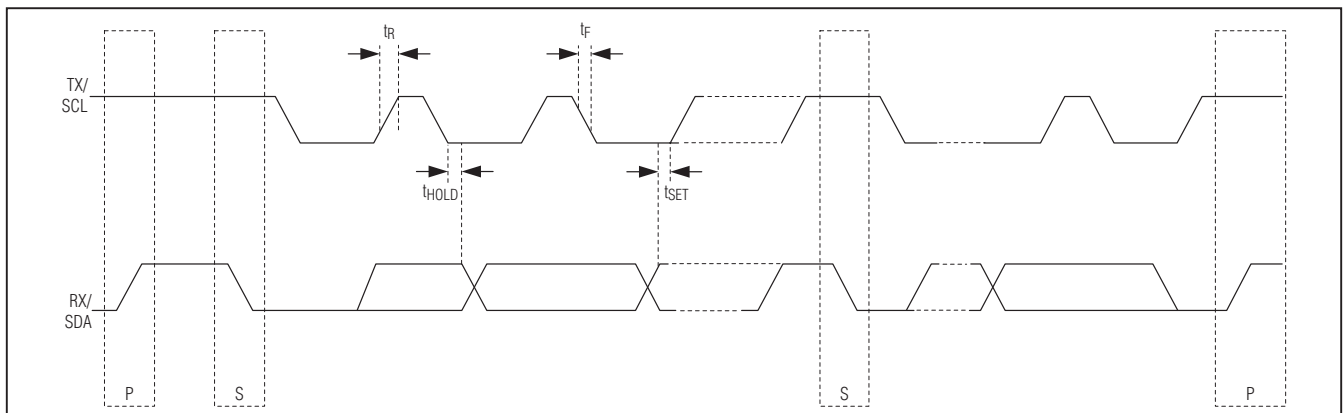 tR
tF
TX/
SCL
tHOLD
tSET
RX/
SDA
P
S
S
P